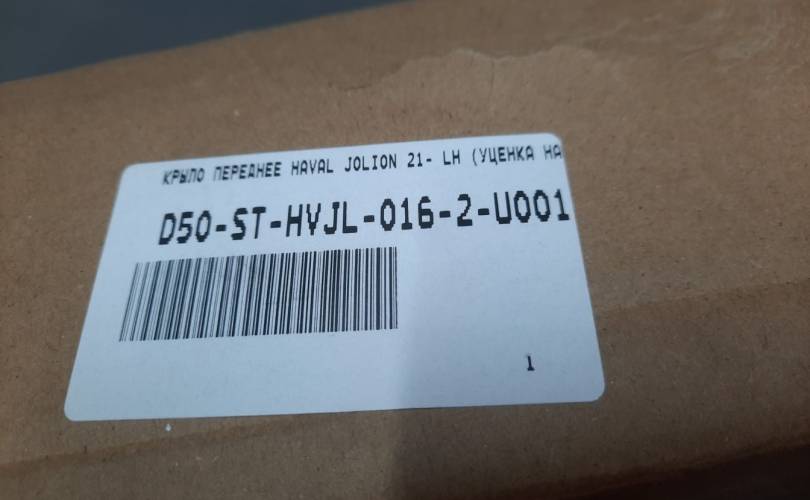 КРЫЛО ПЕРЕДНЕЕ HAVAL JOLION 21- LH (УЦЕНКА НА
D50-ST-HVJL-016-2-U001
1